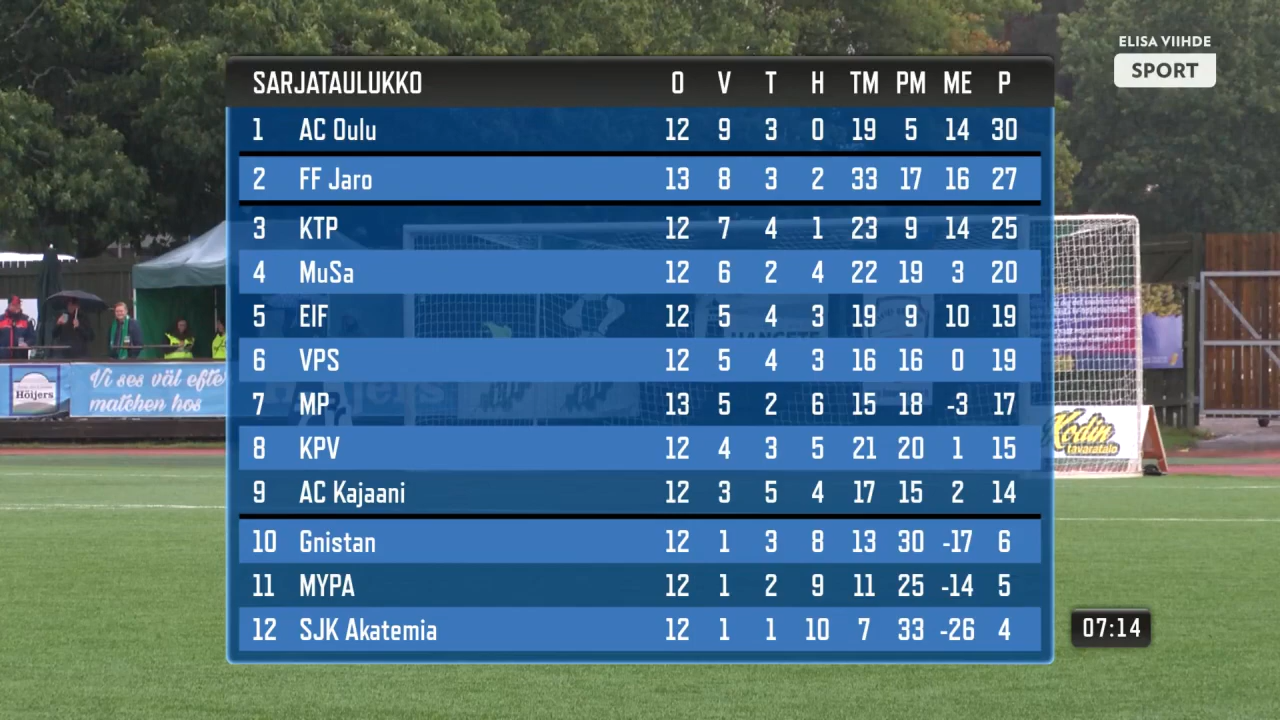 ELISA VIIHDE
SPORT
SARJATAULUKKO O V T H TM PM ME P
1 AC Oulu 12 9 3 0 19 5 14 30
2 FF Jaro 13 8 3 2 33 17 16 27
3 KTP 12 7 4 1 23 9 14 25
4 MuSa 12 6 2 4 22 19 3 20
5 EIF 12 5 4 3 19 9 10 19
6 VPS 12 5 4 3 16 16 0 19
7 MP 13 5 2 6 15 18 -3 17
8 KPV 12 4 3 5 21 20 1 15
9 AC Kajaani 12 3 5 4 17 15 2 14
10 Gnistan 12 1 3 8 13 30 -17 6
11 MYPA 12 1 2 9 11 25 -14 5
12 SJK Akatemia 12 1 1 10 7 33 -26 4
07:14
Höijers
Vi ses väl efte
matchen hos
Höijers
Kodin
tavaratalo